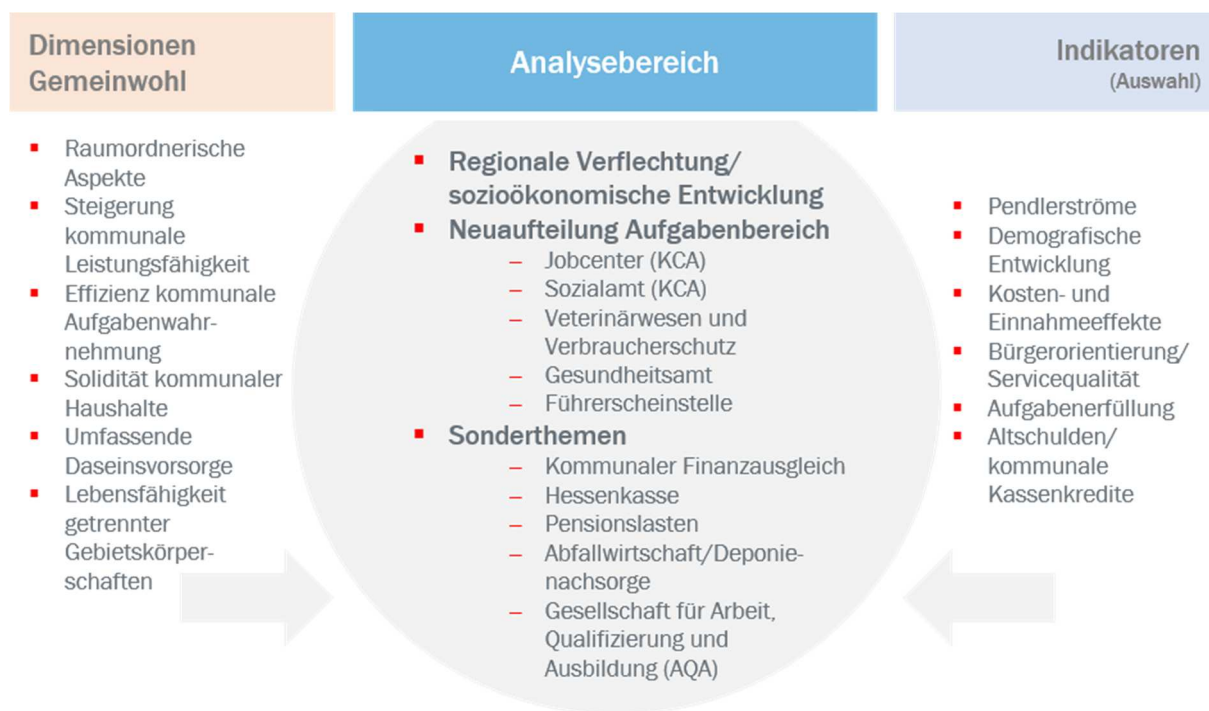 Dimensionen
Gemeinwohl
Raumordnerische
Aspekte
Steigerung
kommunale
Leistungsfähigkeit
Effizienz kommunale
Aufgabenwahr-
nehmung
Solidität kommunaler
Haushalte
Umfassende
Daseinsvorsorge
Lebensfähigkeit
getrennter
Gebietskörper-
schaften
Analysebereich
Regionale Verflechtung/
sozioökonomische Entwicklung
Neuaufteilung Aufgabenbereich
– Jobcenter (KCA)
– Sozialamt (KCA)
– Veterinärwesen und
Verbraucherschutz
– Gesundheitsamt
– Führerscheinstelle
Sonderthemen
– Kommunaler Finanzausgleich
– Hessenkasse
– Pensionslasten
– Abfallwirtschaft/Deponie-
nachsorge
– Gesellschaft für Arbeit,
Qualifizierung und
Ausbildung (AQA)
Indikatoren
(Auswahl)
Pendlerströme
Demografische
Entwicklung
Kosten- und
Einnahmeeffekte
Bürgerorientierung/
Servicequalität
Aufgabenerfüllung
Altschulden/
kommunale
Kassenkredite